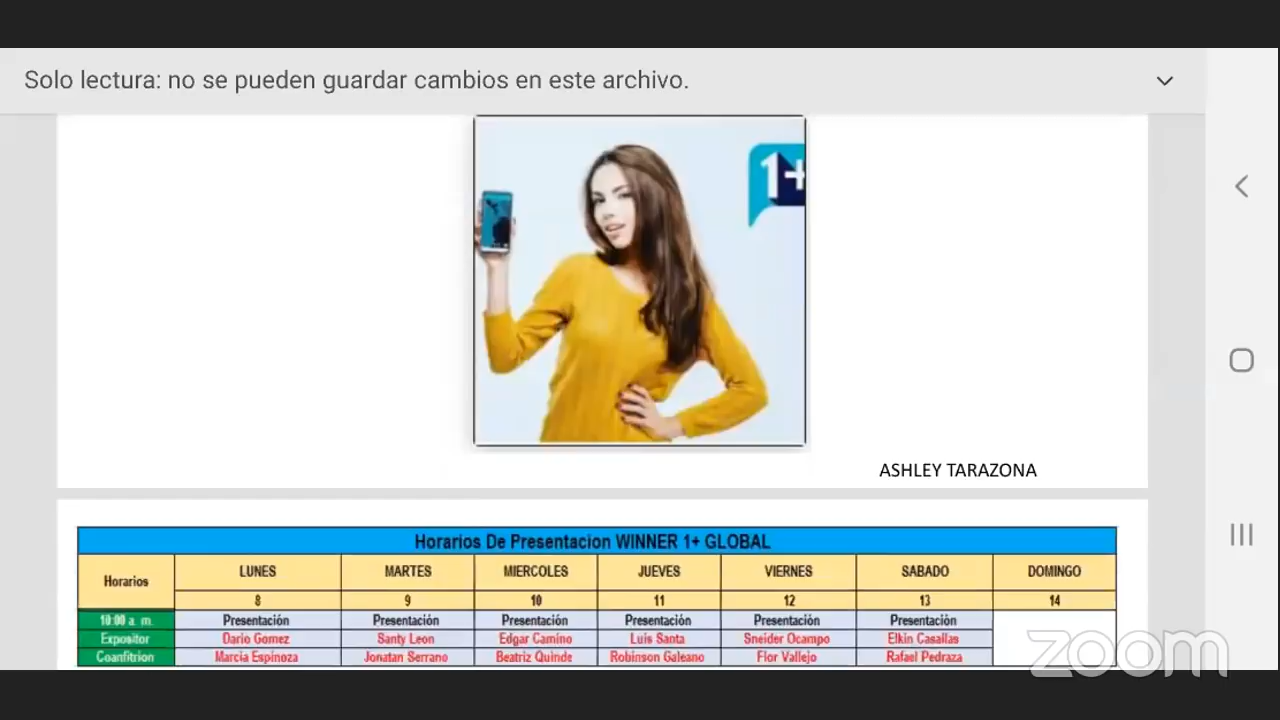 Solo lectura: no se pueden guardar cambios en este archivo.
1+
ASHLEY TARAZONA
Horarios De Presentacion WINNER 1+ GLOBAL
Horarios LUNES MARTES MIERCOLES JUEVES VIERNES SABADO DOMINGO
8 9 10 11 12 13 14
10:00 a. m. Presentación Presentación Presentación Presentación Presentación Presentación
Expositor Dario Gomez Santy Leon Edgar Camino Luis Santa Sneider Ocampo Elkin Casallas
Coanfitrion Marcia Espinoza Jonatan Serrano Beatriz Quinde Robinson Galeano Flor Vallejo Rafael Pedraza
zoom